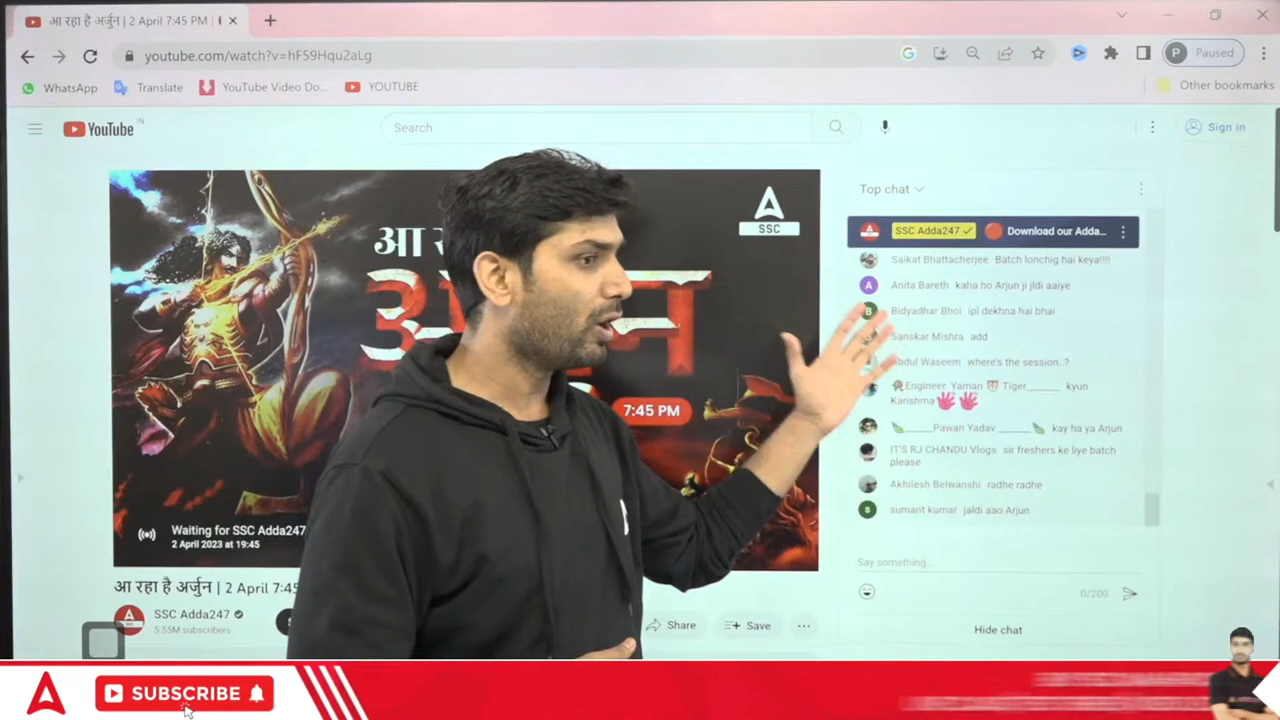 आ रहा है अर्जुन | 2 April 7:45 PM |
youtube.com/watch?v=hF59Hqu2aLg
P Paused
WhatsApp
Translate
YouTube Video Do...
YOUTUBE
Other bookmarks
YouTube IN
Search
Sign in
आ
SSC
7:45 PM
Waiting for SSC Adda247
2 April 2023 at 19:45
Top chat
SSC Adda247 Download our Adda...
Saikat Bhattacherjee Batch lonchig hai keya!!!!
A Anita Bareth kaha ho Arjun ji jldi aaiye
B Bidyadhar Bhoi ipl dekhna hai bhai
Sanskar Mishra add
Abdul Waseem where's the session..?
Engineer. Yaman Tiger______ kyun
Karishma
______Pawan Yadav ______ kay ha ya Arjun
IT'S RJ CHANDU Vlogs sir freshers ke liye batch
please
Akhilesh Belwanshi radhe radhe
S sumant kumar jaldi aao Arjun
Say something...
0/200
Hide chat
आ रहा है अर्जुन | 2 April 7:45
SSC Adda247
5.55M subscribers
Share
Save
SUBSCRIBE